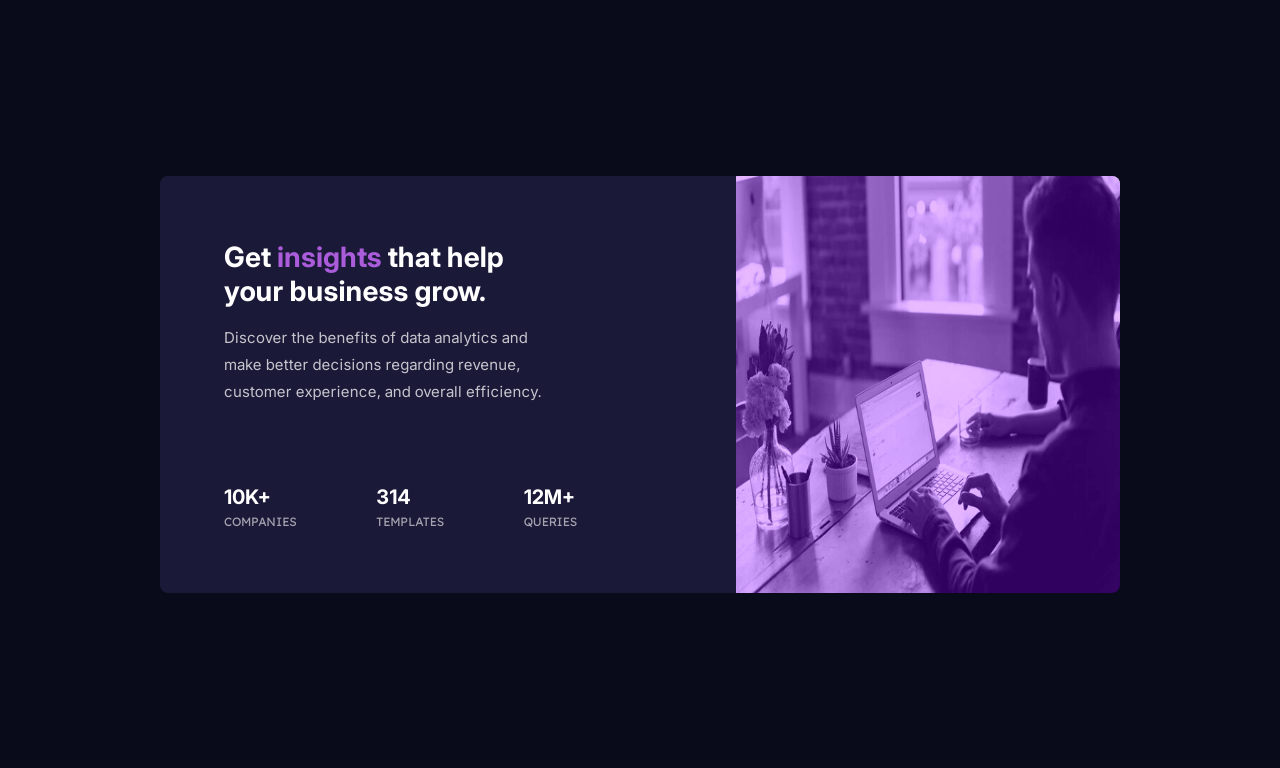 Get insights that help
your business grow.
Discover the benefits of data analytics and
make better decisions regarding revenue,
customer experience, and overall efficiency.
10K+ 314 12M+
COMPANIES TEMPLATES QUERIES